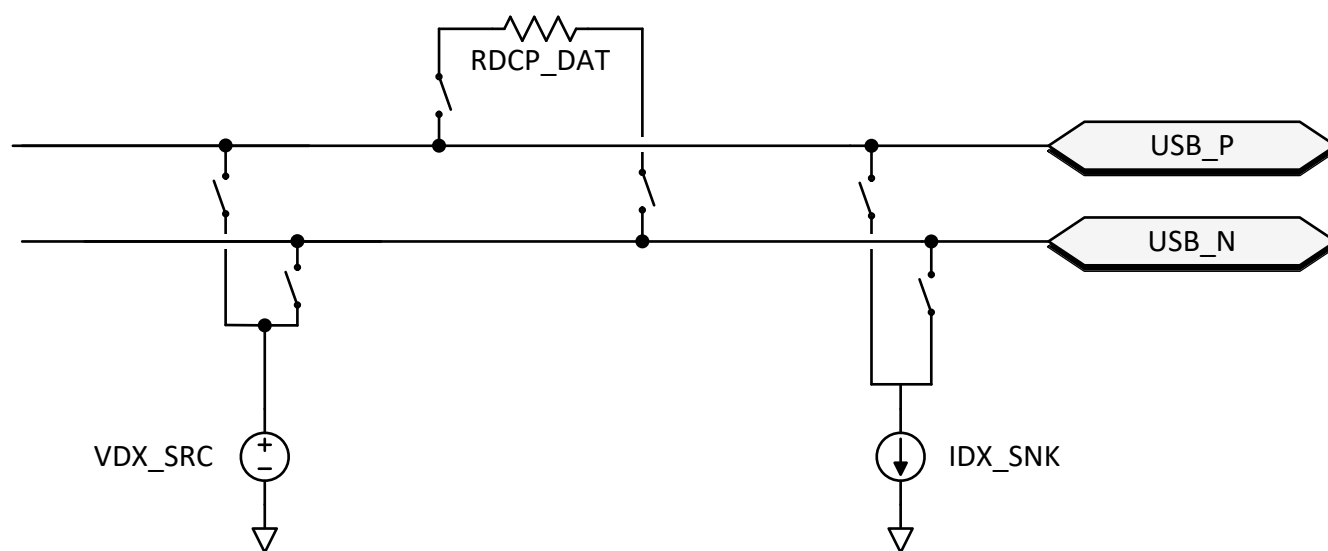 RDCP_DAT
USB_P
USB_N
VDX_SRC
IDX_SNK